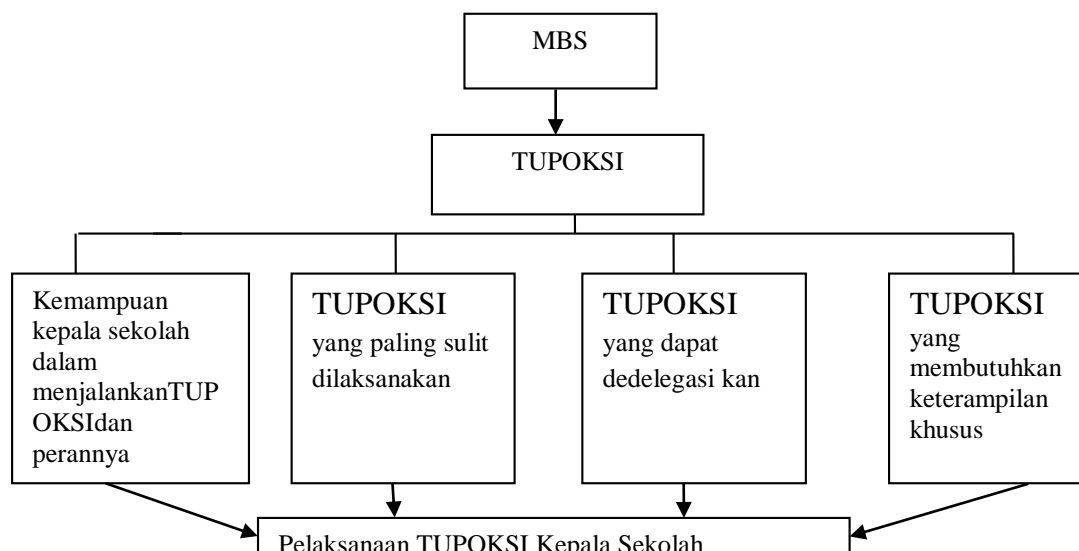 MBS
TUPOKSI
Kemampuan
kepala sekolah
dalam
menjalankanTUP
OKSIdan
perannya
TUPOKSI
yang paling sulit
dilaksanakan
TUPOKSI
yang dapat
dedelegasi kan
TUPOKSI
yang
membutuhkan
keterampilan
khusus
Pelaksanaan TUPOKSI Kepala Sekolah